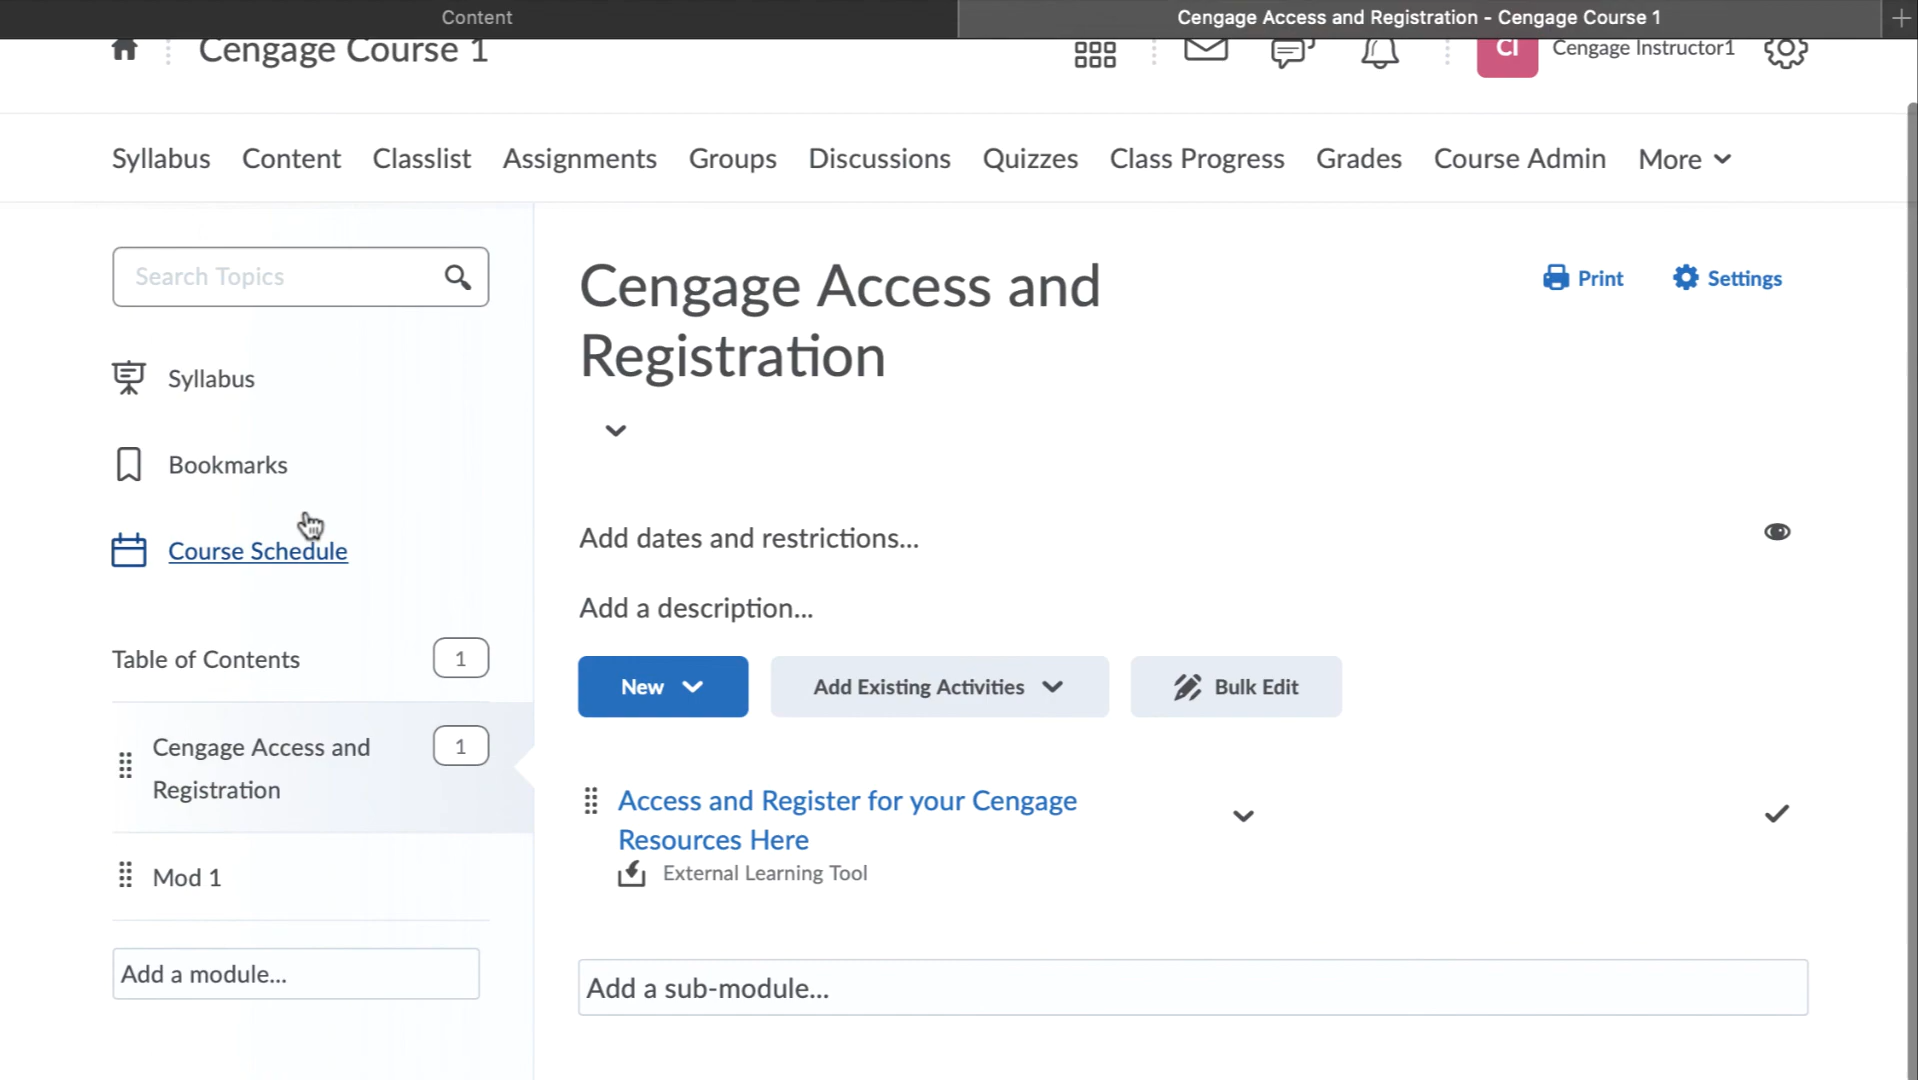 Content
Cengage Access and Registration - Cengage Course 1
Cengage Course 1
CI
Cengage Instructor1
Syllabus Content Classlist Assignments Groups Discussions Quizzes Class Progress Grades Course Admin More
Search Topics
Syllabus
Bookmarks
Course Schedule
Table of Contents 1
Cengage Access and
Registration
1
Mod 1
Add a module...
Cengage Access and
Registration
Print
Settings
Add dates and restrictions...
Add a description...
New
Add Existing Activities
Bulk Edit
Access and Register for your Cengage
Resources Here
External Learning Tool
Add a sub-module...